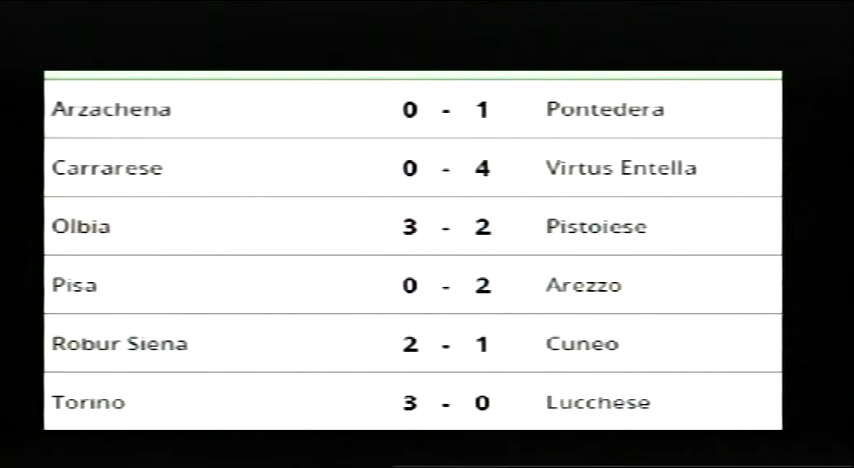 Arzachena 0 - 1 Pontedera
Carrarese 0 - 4 Virtus Entella
Olbia 3 - 2 Pistoiese
Pisa 0 - 2 Arezzo
Robur Siena 2 - 1 Cuneo
Torino 3 - 0 Lucchese